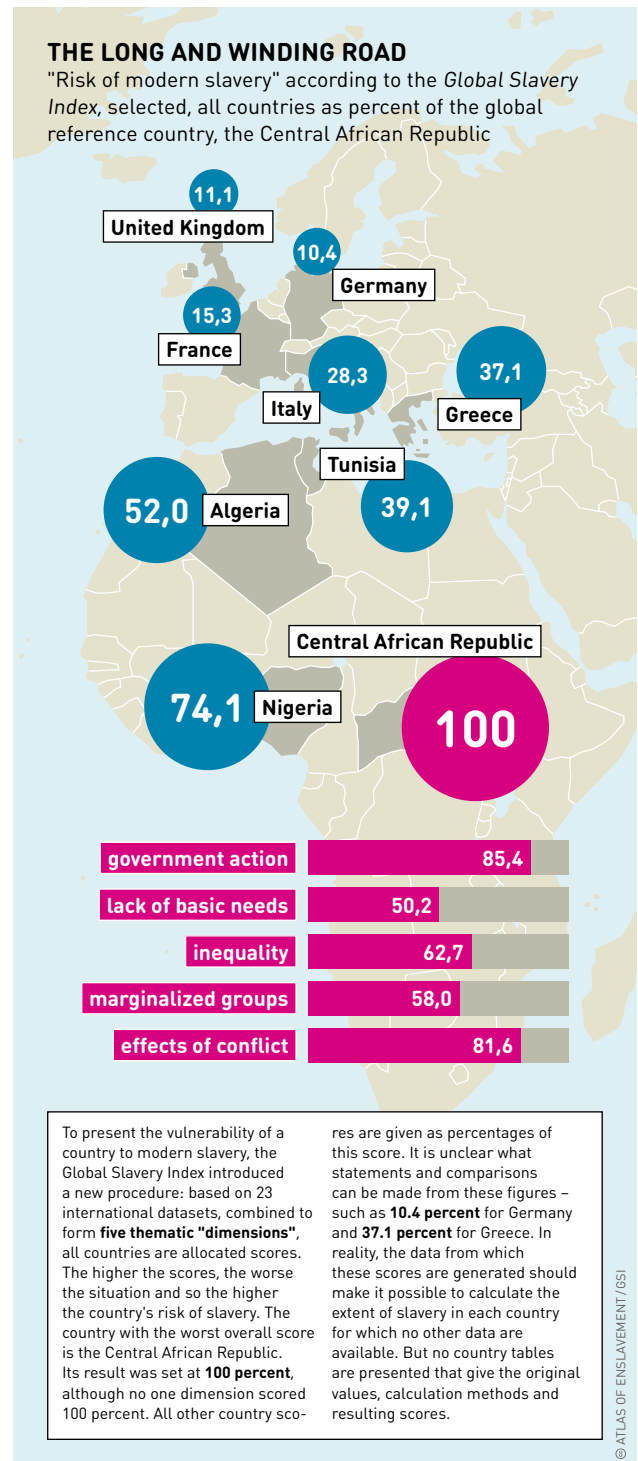 THE LONG AND WINDING ROAD
"Risk of modern slavery" according to the Global Slavery
Index, selected, all countries as percent of the global
reference country, the Central African Republic
11,1
United Kingdom
10,4
Germany
15,3
France
28,3
Italy
37,1
Greece
Tunisia
39,1
52,0
Algeria
Central African Republic
100
74,1
Nigeria
government action
85,4
lack of basic needs
50,2
inequality
62,7
marginalized groups
58,0
effects of conflict
81,6
To present the vulnerability of a
country to modern slavery, the
Global Slavery Index introduced
a new procedure: based on 23
international datasets, combined to
form five thematic "dimensions",
all countries are allocated scores.
The higher the scores, the worse
the situation and so the higher
the country's risk of slavery. The
country with the worst overall score
is the Central African Republic.
Its result was set at 100 percent,
although no one dimension scored
100 percent. All other country sco-
res are given as percentages of
this score. It is unclear what
statements and comparisons
can be made from these figures –
such as 10.4 percent for Germany
and 37.1 percent for Greece. In
reality, the data from which
these scores are generated should
make it possible to calculate the
extent of slavery in each country
for which no other data are
available. But no country tables
are presented that give the original
values, calculation methods and
resulting scores.
ATLAS OF ENSLAVEMENT / GSI